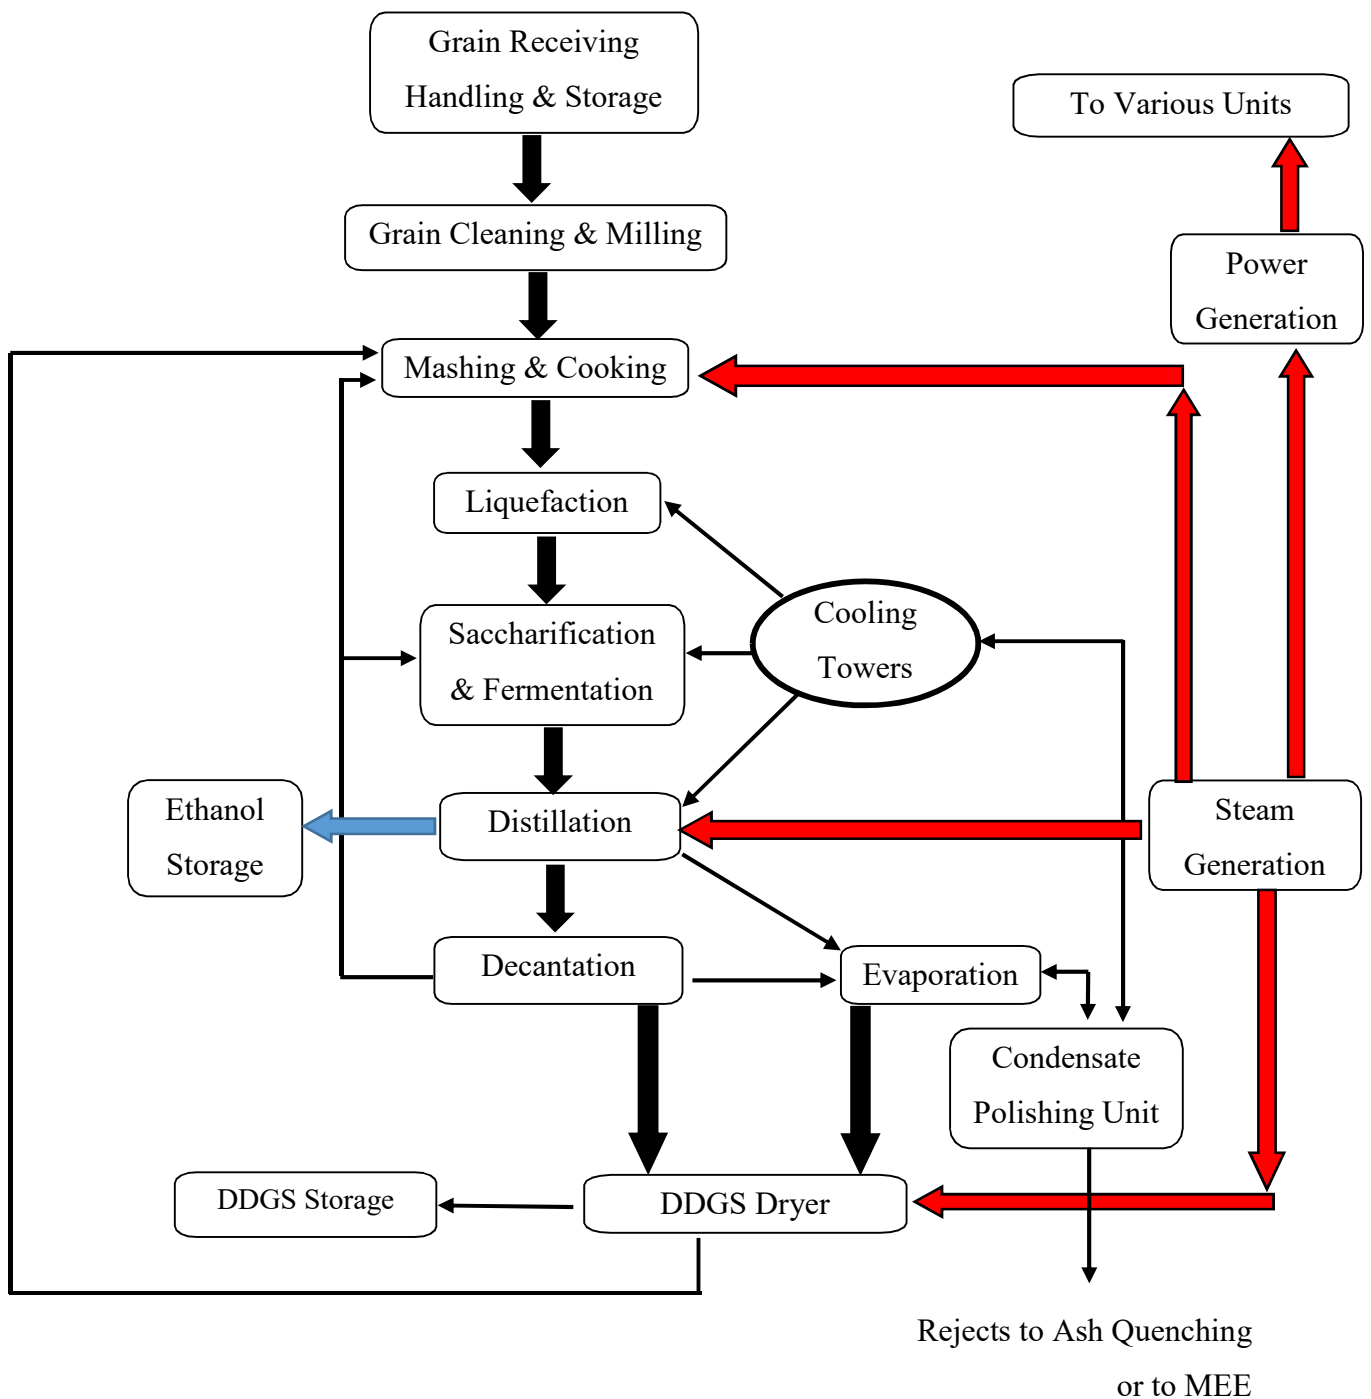 Grain Receiving
Handling & Storage
To Various Units
Grain Cleaning & Milling
Power
Generation
Mashing & Cooking
Liquefaction
Cooling
Towers
Saccharification
& Fermentation
Ethanol
Storage
Distillation
Steam
Generation
Decantation
Evaporation
Condensate
Polishing Unit
DDGS Storage
DDGS Dryer
Rejects to Ash Quenching
or to MEE